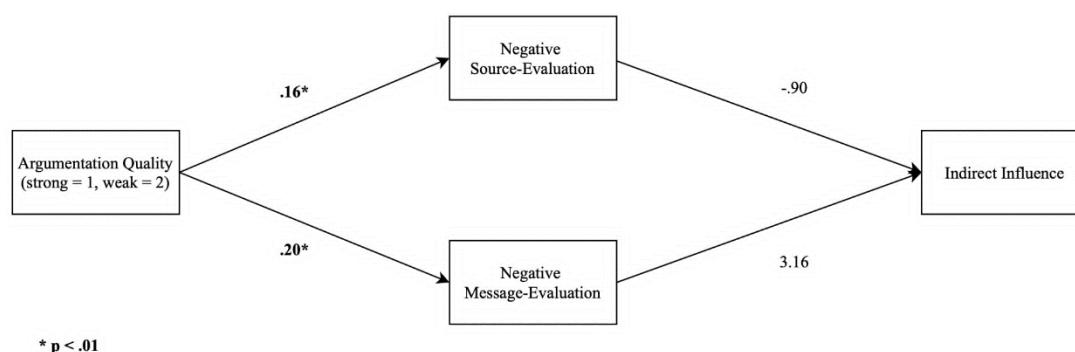 Negative
Source-Evaluation
.16*
-.90
Argumentation Quality
(strong = 1, weak = 2)
Indirect Influence
.20*
3.16
Negative
Message-Evaluation
* p < .01